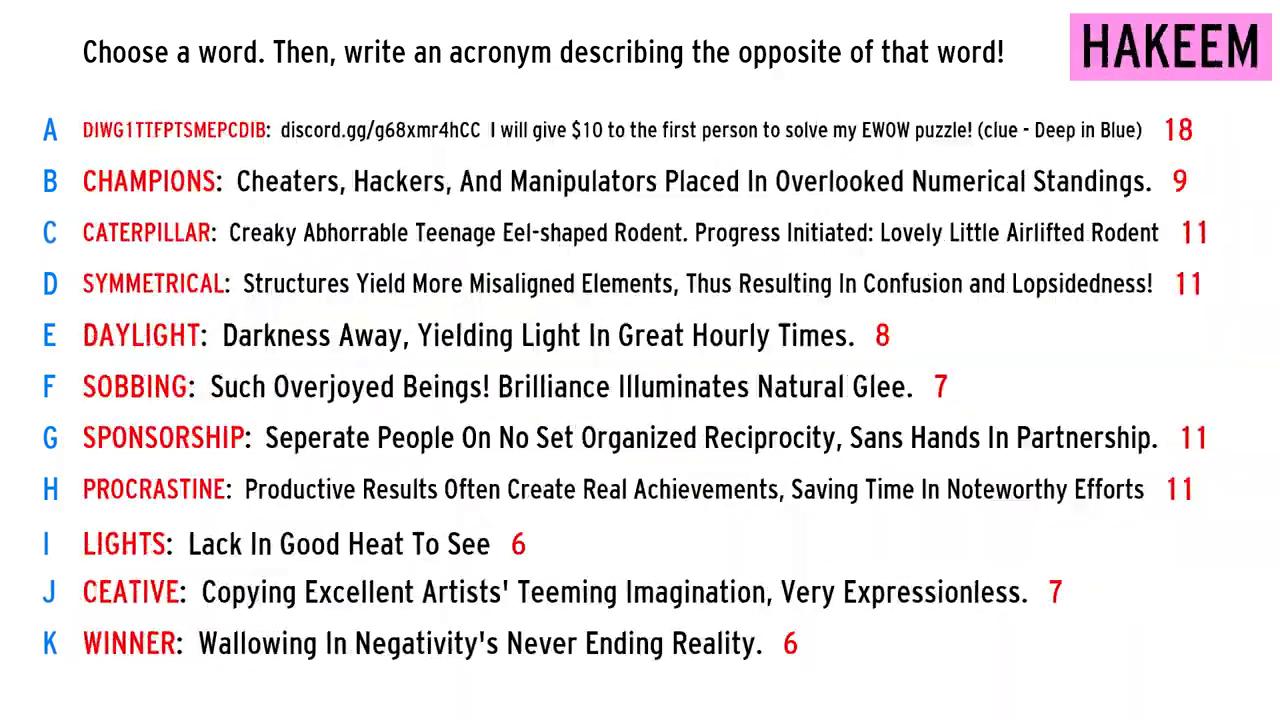 Choose a word. Then, write an acronym describing the opposite of that word!
HAKEEM
A DIWG1TTFPTSMEPCDIB: discord.gg/g68xmr4hCC I will give $10 to the first person to solve my EWOW puzzle! (clue - Deep in Blue) 18
B CHAMPIONS: Cheaters, Hackers, And Manipulators Placed In Overlooked Numerical Standings. 9
C CATERPILLAR: Creaky Abhorrable Teenage Eel-shaped Rodent. Progress Initiated: Lovely Little Airlifted Rodent 11
D SYMMETRICAL: Structures Yield More Misaligned Elements, Thus Resulting In Confusion and Lopsidedness! 11
E DAYLIGHT: Darkness Away, Yielding Light In Great Hourly Times. 8
F SOBBING: Such Overjoyed Beings! Brilliance Illuminates Natural Glee. 7
G SPONSORSHIP: Seperate People On No Set Organized Reciprocity, Sans Hands In Partnership. 11
H PROCRASTINE: Productive Results Often Create Real Achievements, Saving Time In Noteworthy Efforts 11
I LIGHTS: Lack In Good Heat To See 6
J CEATIVE: Copying Excellent Artists' Teeming Imagination, Very Expressionless. 7
K WINNER: Wallowing In Negativity's Never Ending Reality. 6